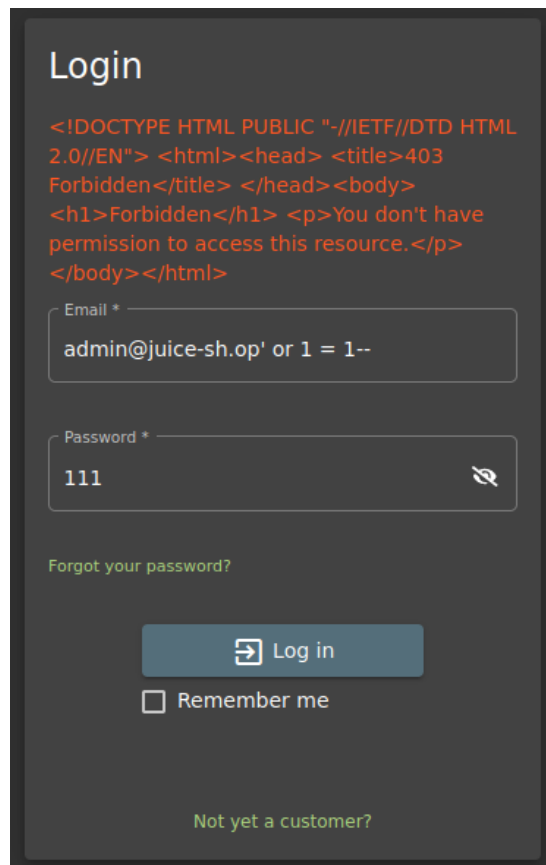 Login
<!DOCTYPE HTML PUBLIC "-//IETF//DTD HTML
2.0//EN"> <html><head> <title>403
Forbidden</title> </head><body>
<h1>Forbidden</h1> <p>You don't have
permission to access this resource.</p>
</body></html>
Email *
admin@juice-sh.op' or 1 = 1--
Password *
111
Forgot your password?
Log in
Remember me
Not yet a customer?